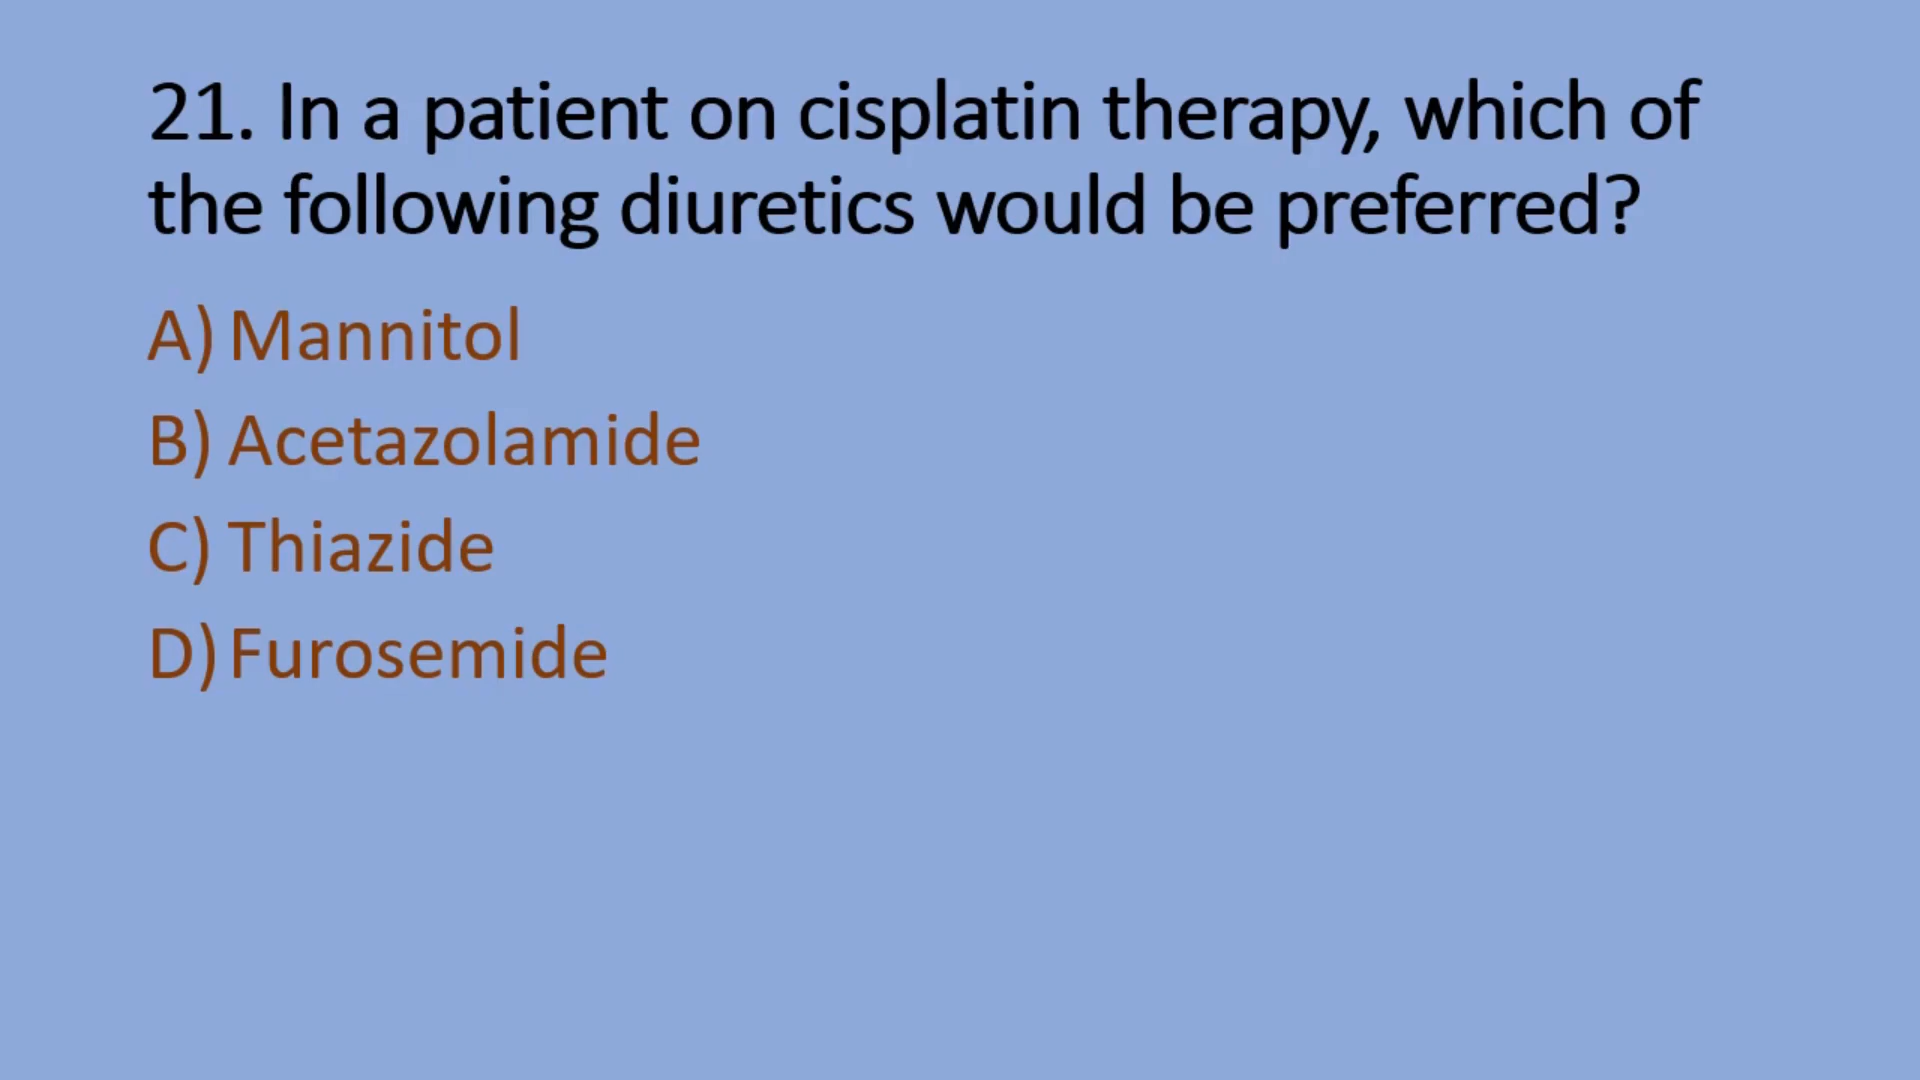 21. In a patient on cisplatin therapy, which of
the following diuretics would be preferred?
A) Mannitol
B) Acetazolamide
C) Thiazide
D) Furosemide